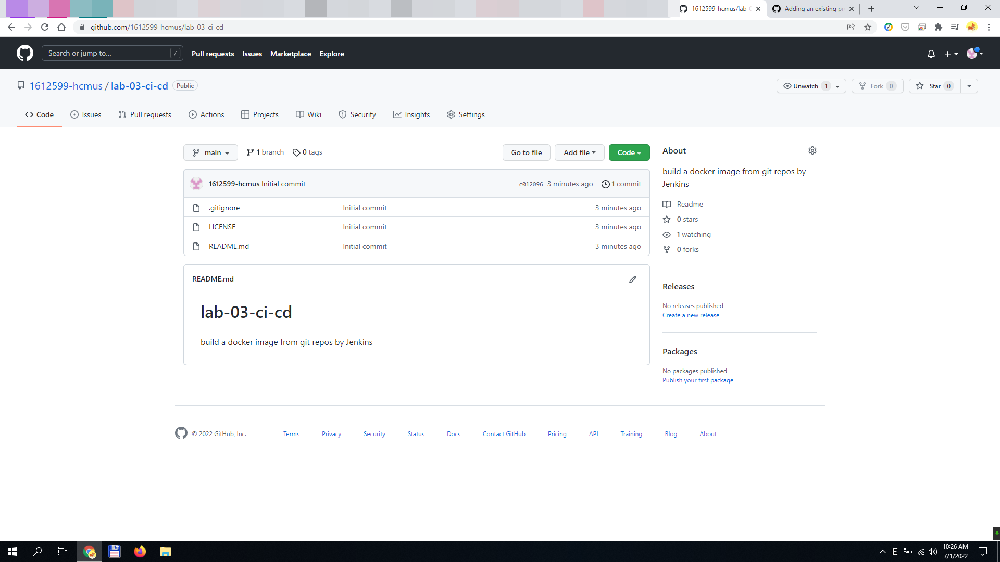 1612599-hcmus/lab-0
Adding an existing pr
github.com/1612599-hcmus/lab-03-ci-cd
Search or jump to...
/
Pull requests
Issues
Marketplace
Explore
1612599-hcmus / lab-03-ci-cd
Public
Unwatch 1
Fork 0
Star 0
Code
Issues
Pull requests
Actions
Projects
Wiki
Security
Insights
Settings
main
1 branch
0 tags
Go to file
Add file
Code
1612599-hcmus Initial commit
c012096 3 minutes ago
1 commit
.gitignore
Initial commit
3 minutes ago
LICENSE
Initial commit
3 minutes ago
README.md
Initial commit
3 minutes ago
README.md
lab-03-ci-cd
build a docker image from git repos by Jenkins
About
build a docker image from git repos by
Jenkins
Readme
0 stars
1 watching
0 forks
Releases
No releases published
Create a new release
Packages
No packages published
Publish your first package
© 2022 GitHub, Inc.
Terms
Privacy
Security
Status
Docs
Contact GitHub
Pricing
API
Training
Blog
About
E
10:26 AM
7/1/2022